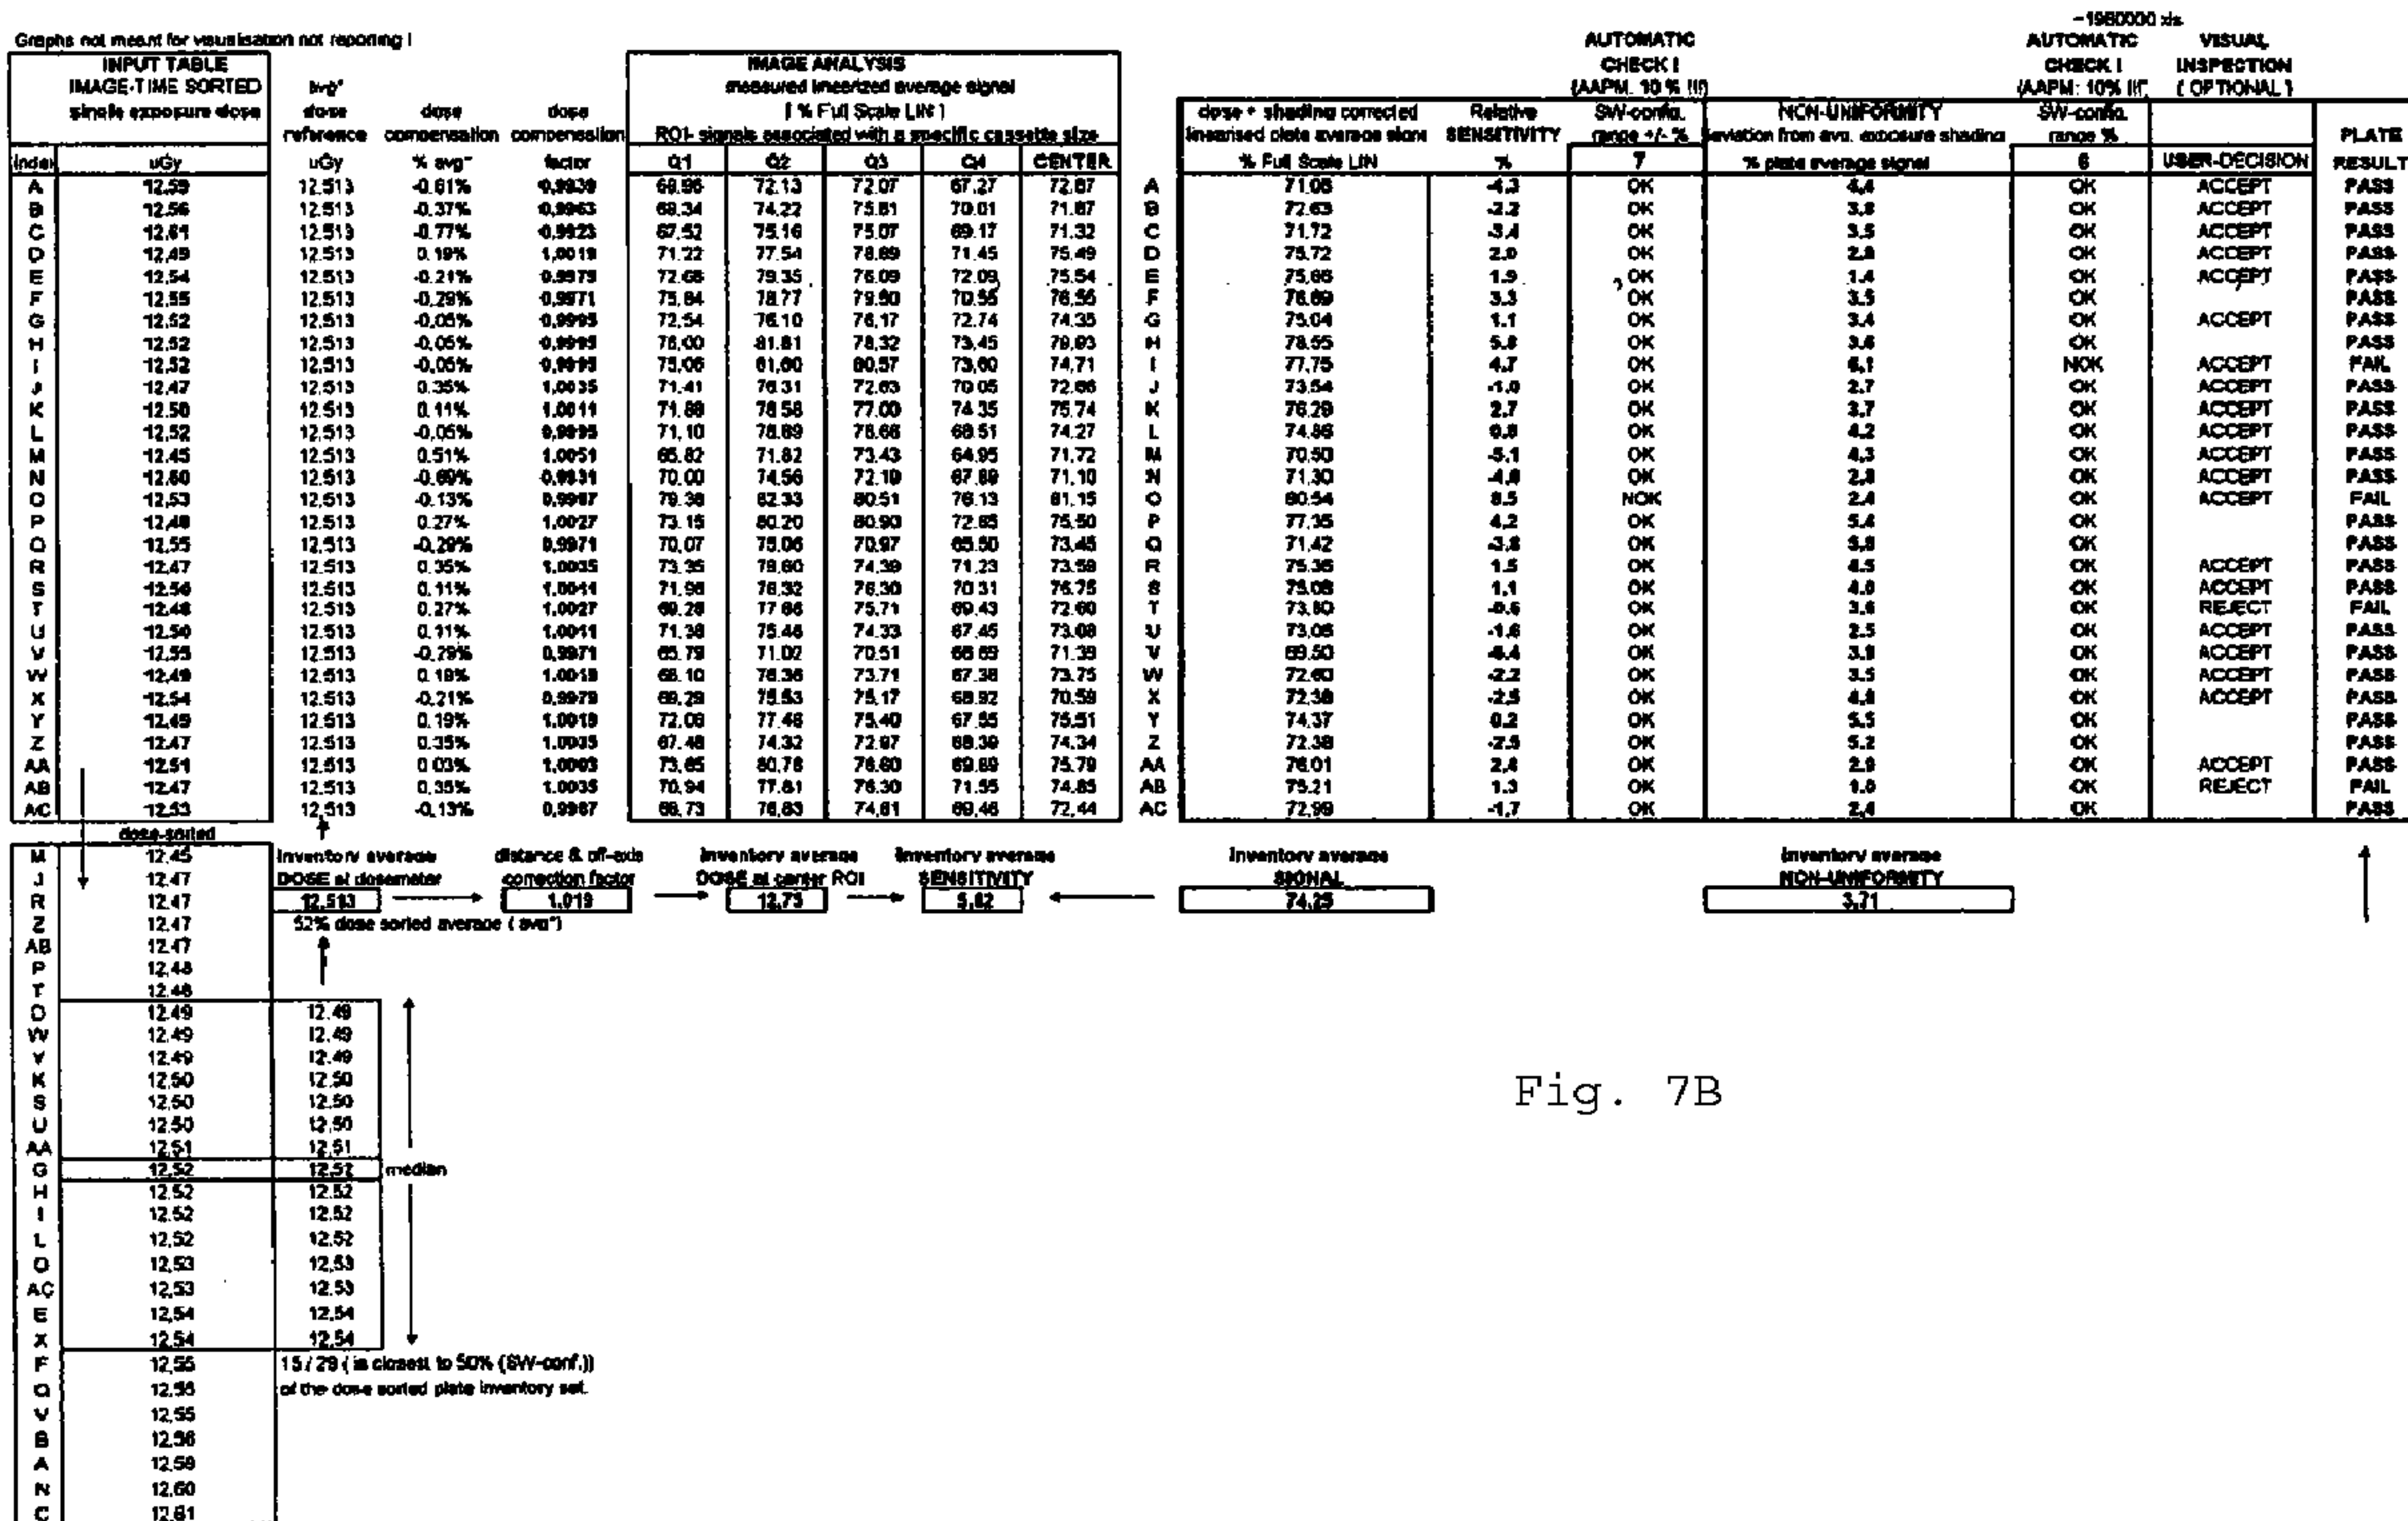 ~1980000 .xls
Graphs not meant for visualisation not reporting !
AUTOMATIC AUTOMATIC VISUAL
INPUT TABLE IMAGE ANALYSIS CHECK I CHECK I INSPECTION
IMAGE-TIME SORTED avg* measured linearized average signal (AAPM: 10 % !!!) (AAPM: 10% !!!) ( OPTIONAL )
single exposure dose dose dose dose [ % Full Scale LIN ] dose + shading corrected Relative SW-config. NON-UNIFORMITY SW-config.
reference compensation compensation ROI- signals associated with a specific cassette size linearised plate average signal SENSITIVITY range +/- % deviation from avg. exposure shading range % PLATE
Index uGy uGy % avg* factor Q1 Q2 Q3 Q4 CENTER % Full Scale LIN % 7 % plate average signal 6 USER-DECISION RESULT
A 12.59 12.513 -0.61% 0,9939 69.96 72.13 72.07 67.27 72.87 A 71.06 -4.3 OK 4.4 OK ACCEPT PASS
B 12.56 12.513 -0.37% 0,9963 69.34 74.22 75.81 70.01 71.87 B 72.63 -2.2 OK 3.8 OK ACCEPT PASS
C 12.61 12.513 -0.77% 0,9923 67.52 75.16 75.07 69.17 71.32 C 71.72 -3.4 OK 3.5 OK ACCEPT PASS
D 12,49 12.513 0.19% 1,0019 71.22 77.54 78.69 71.45 75.49 D 75.72 2.0 OK 2.8 OK ACCEPT PASS
E 12,54 12.513 -0.21% 0.9979 72.66 79.35 76.09 72.09 75.54 E 75.66 1.9 OK 1.4 OK ACCEPT PASS
F 12.55 12.513 -0.29% 0,9971 75,84 78.77 79.50 70.55 76,56 F 76.69 3.3 OK 3.5 OK PASS
G 12.52 12.513 -0,05% 0,9995 72,54 76.10 76,17 72.74 74.35 G 75.04 1.1 OK 3.4 OK ACCEPT PASS
H 12.52 12.513 -0,05% 0,9995 76,00 81.81 78,32 73,45 79,93 H 78.55 5.8 OK 3.6 OK PASS
I 12.52 12.513 -0,05% 0,9995 75,06 81,60 80,57 73,60 74,71 I 77,75 4.7 OK 6,1 NOK ACCEPT FAIL
J 12.47 12.513 0.35% 1,0035 71.41 76.31 72.63 70.05 72.66 J 73.54 -1.0 OK 2.7 OK ACCEPT PASS
K 12.50 12.513 0.11% 1.0011 71.88 78.58 77.00 74.35 75.74 K 76.29 2.7 OK 3.7 OK ACCEPT PASS
L 12,52 12,513 -0,05% 0,9995 71,10 78.89 78.66 68.51 74.27 L 74.86 0.8 OK 4.2 OK ACCEPT PASS
M 12.45 12.513 0.51% 1.0051 65.82 71.82 73.43 64.95 71.72 M 70.50 -5.1 OK 4,3 OK ACCEPT PASS
N 12.60 12.513 -0.69% 0,9931 70.00 74.56 72.19 67.89 71,10 N 71,30 -4.0 OK 2.8 OK ACCEPT PASS
O 12,53 12.513 -0.13% 0,9987 79.38 82.33 80.51 76.13 81.15 O 80.54 8.5 NOK 2.4 OK ACCEPT FAIL
P 12,48 12.513 0.27% 1.0027 73.15 80.20 80.90 72.85 75,50 P 77,35 4,2 OK 5.4 OK PASS
Q 12,55 12,513 -0,29% 0,9971 70,07 75.06 70,97 65.50 73.45 Q 71,42 -3,8 OK 5,8 OK PASS
R 12.47 12.513 0.35% 1,0035 73.35 79.60 74.39 71,23 73.59 R 75.36 1.5 OK 4.5 OK ACCEPT PASS
S 12.50 12.513 0.11% 1,0011 71,96 76,32 76,30 70.31 76.75 S 75.08 1,1 OK 4.0 OK ACCEPT PASS
T 12.48 12.513 0.27% 1,0027 69.28 77.86 75.71 69.43 72.60 T 73.80 -0.6 OK 3.6 OK REJECT FAIL
U 12.50 12.513 0.11% 1.0011 71,38 75.46 74.33 67.45 73.08 U 73.06 -1.6 OK 2.5 OK ACCEPT PASS
V 12.55 12.513 -0,29% 0,9971 65.79 71.02 70.51 66.69 71.39 V 69.50 -6.4 OK 3.9 OK ACCEPT PASS
W 12,49 12.513 0.19% 1.0019 68.10 76.36 73.71 67.38 73.75 W 72.60 -2.2 OK 3.5 OK ACCEPT PASS
X 12.54 12.513 -0.21% 0,9979 69,29 75.53 75,17 68,92 70.59 X 72,38 -2,5 OK 4,8 OK ACCEPT PASS
Y 12.49 12.513 0.19% 1.0019 72.08 77.48 75.40 67.55 75.51 Y 74.37 0.2 OK 5.5 OK PASS
Z 12.47 12.513 0.35% 1.0035 67.48 74.32 72.97 68.39 74.34 Z 72.38 -2.5 OK 5.2 OK PASS
AA 12.51 12.513 0.03% 1,0003 73,65 80,78 76.80 69.89 75.79 AA 76.01 2,4 OK 2.9 OK ACCEPT PASS
AB 12.47 12.513 0,35% 1.0035 70,94 77.81 76.30 71.55 74.85 AB 75.21 1.3 OK 1.0 OK REJECT FAIL
AC 12.53 12,513 -0,13% 0,9987 68,73 76,83 74,81 69,46 72,44 AC 72,99 -1,7 OK 2,4 OK PASS
dose-sorted
M 12.45 Inventory average distance & off-axis Inventory average Inventory average Inventory average Inventory average
J 12.47 DOSE at dosemeter correction factor DOSE at center ROI SENSITIVITY SIGNAL NON-UNIFORMITY
R 12.47 12,513 1,019 12,75 5,82 74,25 3,71
Z 12.47 52% dose sorted average ( avg*)
AB 12.47
P 12.48
T 12.48
D 12.49 12.49
W 12.49 12.49
Y 12.49 12.49
K 12,50 12.50
S 12.50 12.50
U 12.50 12,50
AA 12,51 12,51
G 12,52 12,52 median
H 12.52 12.52
I 12.52 12.52
L 12,52 12.52
O 12,53 12,53
AC 12,53 12.53
E 12,54 12,54
X 12.54 12.54
F 12,55 15 / 29 ( is closest to 50% (SW-conf.))
Q 12.55 of the dose sorted plate inventory set.
V 12,55
B 12.56
A 12,59
N 12,60
C 12,61
Fig. 7B